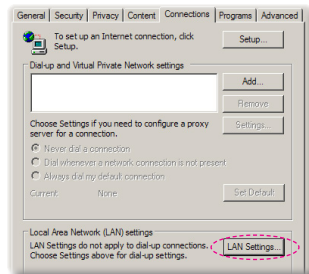 General Security Privacy Content Connections Programs Advanced
To set up an Internet connection, click Setup.
Setup...
Dial-up and Virtual Private Network settings
Add...
Remove
Choose Settings if you need to configure a proxy server for a connection.
Settings...
Never dial a connection
Dial whenever a network connection is not present
Always dial my default connection
Current None
Set Default
Local Area Network (LAN) settings
LAN Settings do not apply to dial-up connections. Choose Settings above for dial-up settings.
LAN Settings...